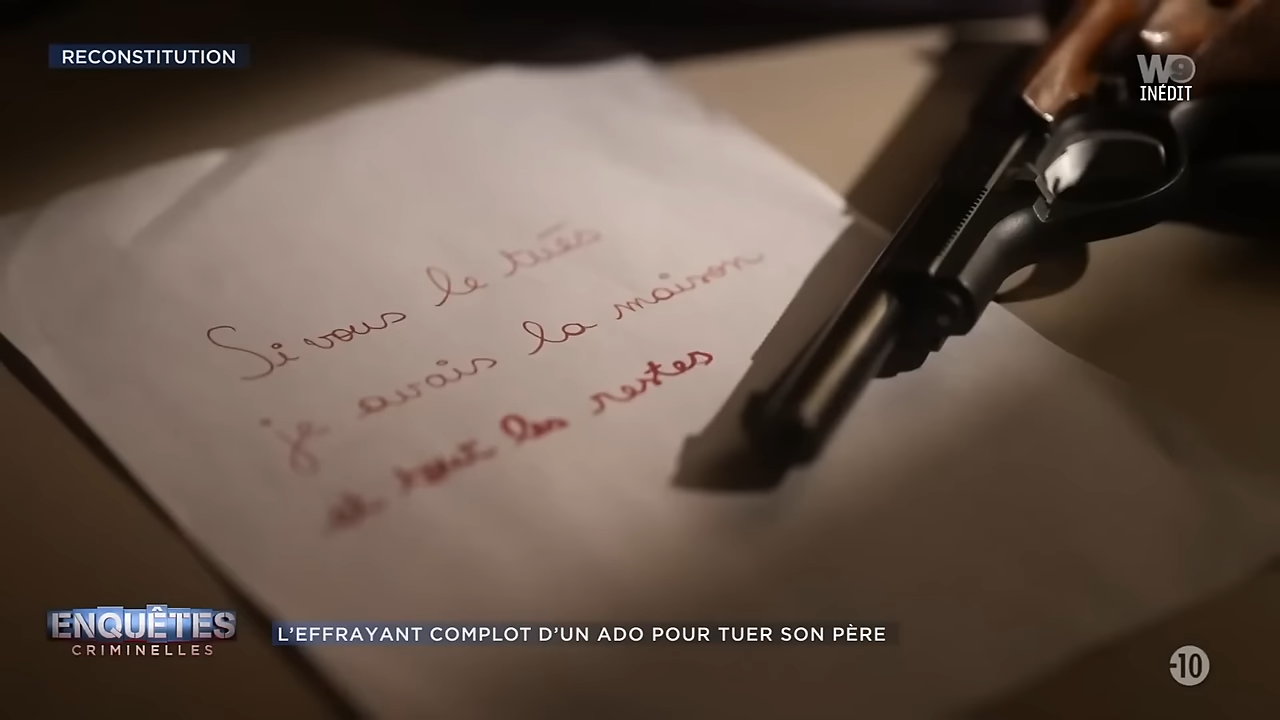 RECONSTITUTION
W9
INÉDIT
Si vous le tués
je avais la maison
et tout les restes
ENQUÊTES
CRIMINELLES
L'EFFRAYANT COMPLOT D'UN ADO POUR TUER SON PÈRE
-10